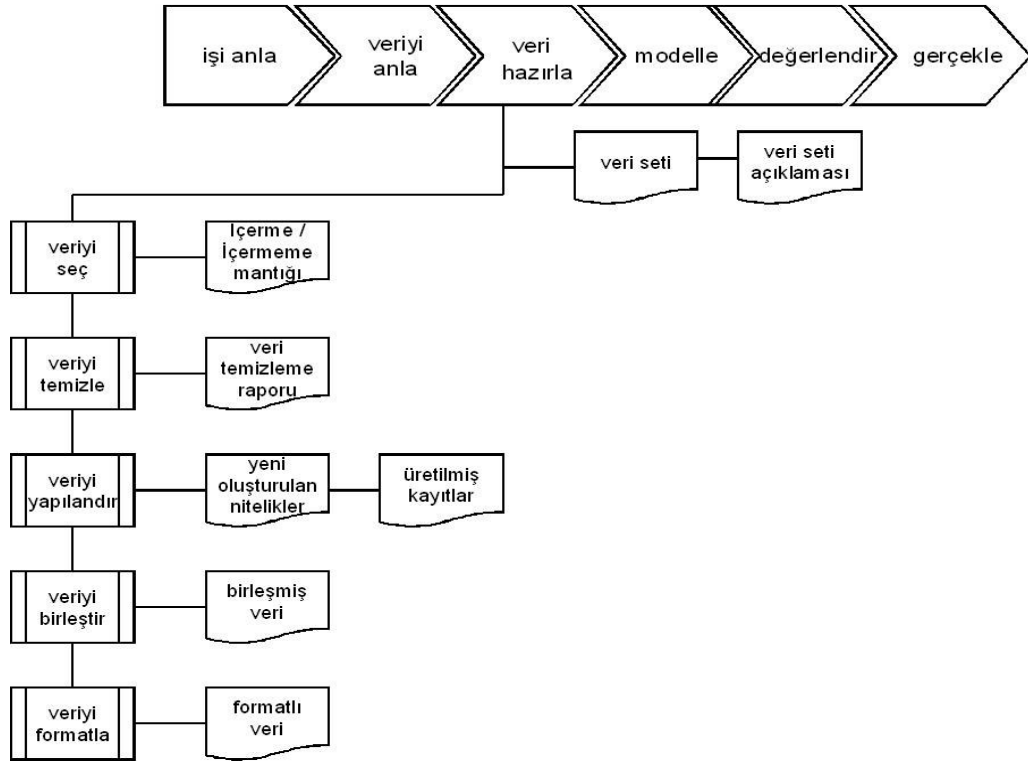 işi anla
veriyi
anla
veri
hazırla
modelle
değerlendir
gerçekle
veri seti
veri seti
açıklaması
veriyi
seç
İçerme /
İçermeme
mantığı
veriyi
temizle
veri
temizleme
raporu
veriyi
yapılandır
yeni
oluşturulan
nitelikler
üretilmiş
kayıtlar
veriyi
birleştir
birleşmiş
veri
veriyi
formatla
formatlı
veri